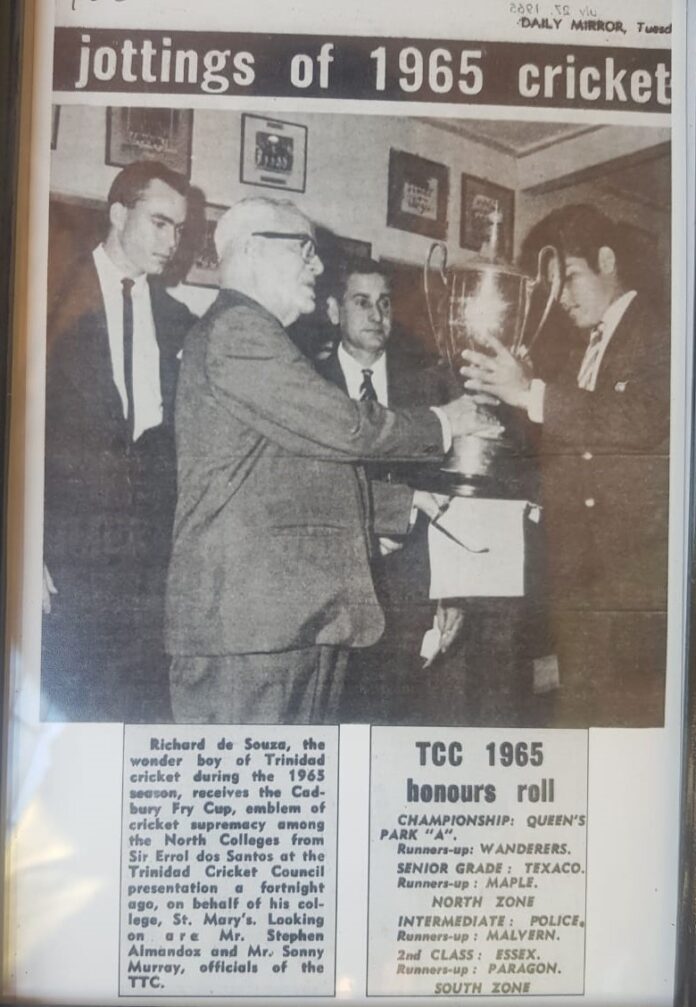 DAILY MIRROR, Tuesd
jottings of 1965 cricket
Richard de Souza, the
wonder boy of Trinidad
cricket during the 1965
season, receives the Cad-
bury Fry Cup, emblem of
cricket supremacy among
the North Colleges from
Sir Errol dos Santos at the
Trinidad Cricket Council
presentation a fortnight
ago, on behalf of his col-
lege, St. Mary's. Looking
on are Mr. Stephen
Almandoz and Mr. Sonny
Murray, officials of the
TTC.
TCC 1965
honours roll
CHAMPIONSHIP: QUEEN'S
PARK "A".
Runners-up: WANDERERS.
SENIOR GRADE: TEXACO.
Runners-up: MAPLE.
NORTH ZONE
INTERMEDIATE: POLICE,
Runners-up: MALVERN.
2nd CLASS: ESSEX.
Runners-up: PARAGON.
SOUTH ZONE